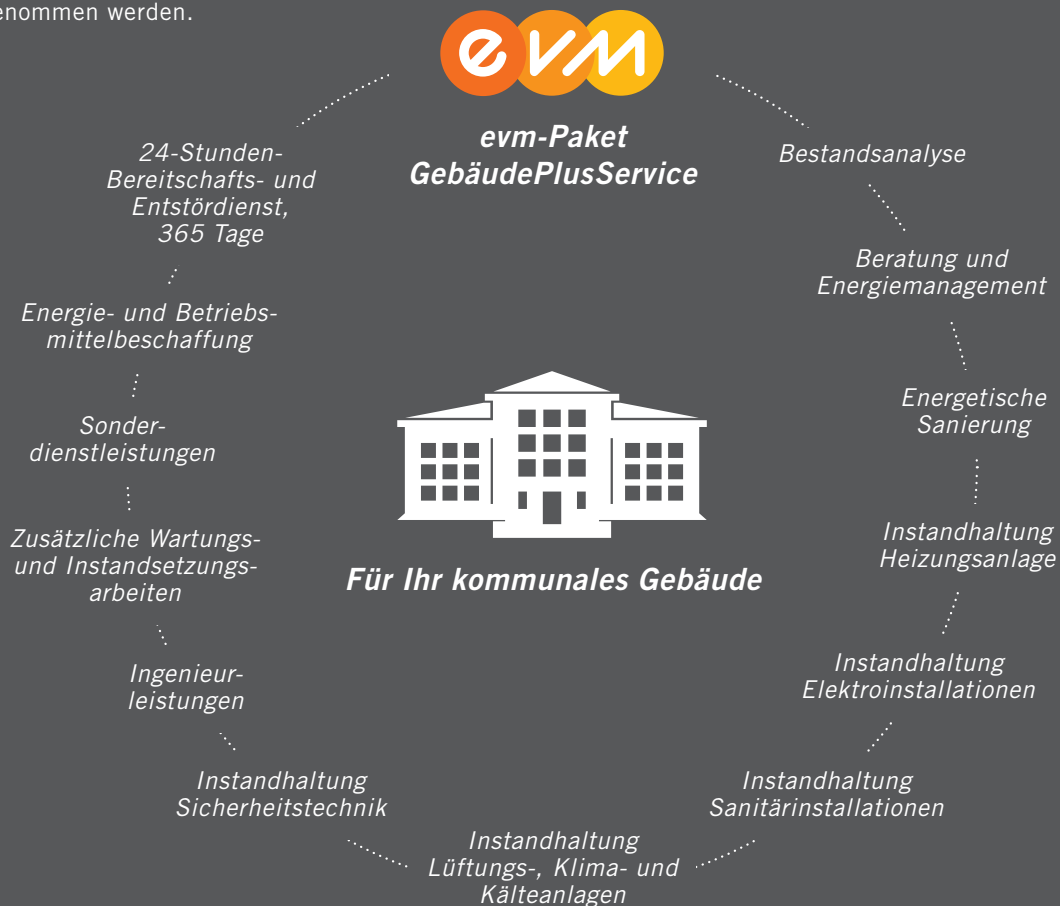 enommen werden.
evm
evm-Paket
GebäudePlusService
Bestandsanalyse
Beratung und
Energiemanagement
Energetische
Sanierung
Instandhaltung
Heizungsanlage
Instandhaltung
Elektroinstallationen
Instandhaltung
Sanitärinstallationen
Instandhaltung
Lüftungs-, Klima- und
Kälteanlagen
Instandhaltung
Sicherheitstechnik
Ingenieur-
leistungen
Zusätzliche Wartungs-
und Instandsetzungs-
arbeiten
Sonder-
dienstleistungen
Energie- und Betriebs-
mittelbeschaffung
24-Stunden-
Bereitschafts- und
Entstördienst,
365 Tage
Für Ihr kommunales Gebäude